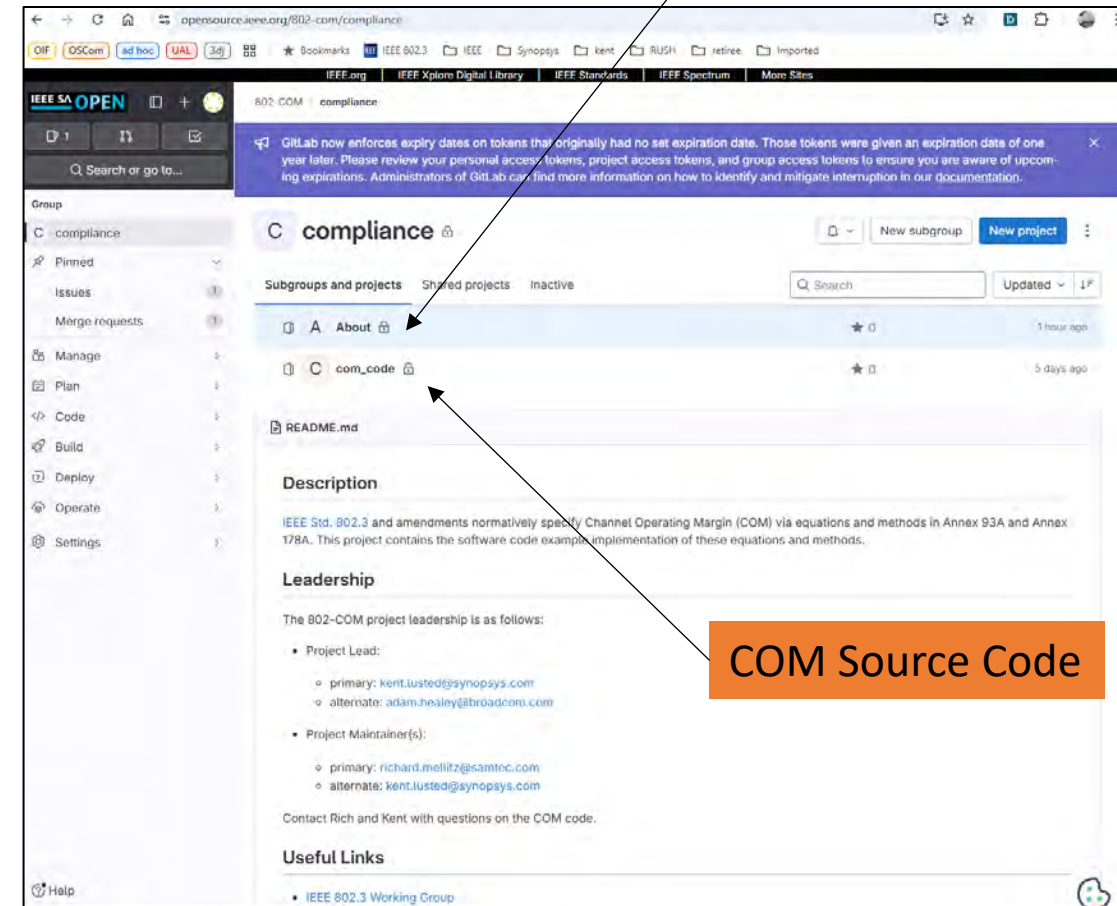 opensource.ieee.org/802-com/compliance
OIF OSCom ad hoc UAL 3dj Bookmarks IEEE 802.3 IEEE Synopsys kent RUSH retiree Imported
IEEE.org IEEE Xplore Digital Library IEEE Standards IEEE Spectrum More Sites
IEEE SA OPEN
802-COM compliance
1
Search or go to...
GitLab now enforces expiry dates on tokens that originally had no set expiration date. Those tokens were given an expiration date of one
year later. Please review your personal access tokens, project access tokens, and group access tokens to ensure you are aware of upcom-
ing expirations. Administrators of GitLab can find more information on how to identify and mitigate interruption in our documentation.
Group
C compliance
Pinned
Issues 1
Merge requests 1
Manage
Plan
Code
Build
Deploy
Operate
Settings
Help
C compliance
New subgroup New project
Subgroups and projects Shared projects Inactive
Search
Updated
A About 0 1 hour ago
C com_code 0 5 days ago
README.md
Description
IEEE Std. 802.3 and amendments normatively specify Channel Operating Margin (COM) via equations and methods in Annex 93A and Annex
178A. This project contains the software code example implementation of these equations and methods.
Leadership
The 802-COM project leadership is as follows:
• Project Lead:
◦ primary: kent.lusted@synopsys.com
◦ alternate: adam.healey@broadcom.com
• Project Maintainer(s):
◦ primary: richard.mellitz@samtec.com
◦ alternate: kent.lusted@synopsys.com
Contact Rich and Kent with questions on the COM code.
Useful Links
• IEEE 802.3 Working Group
COM Source Code